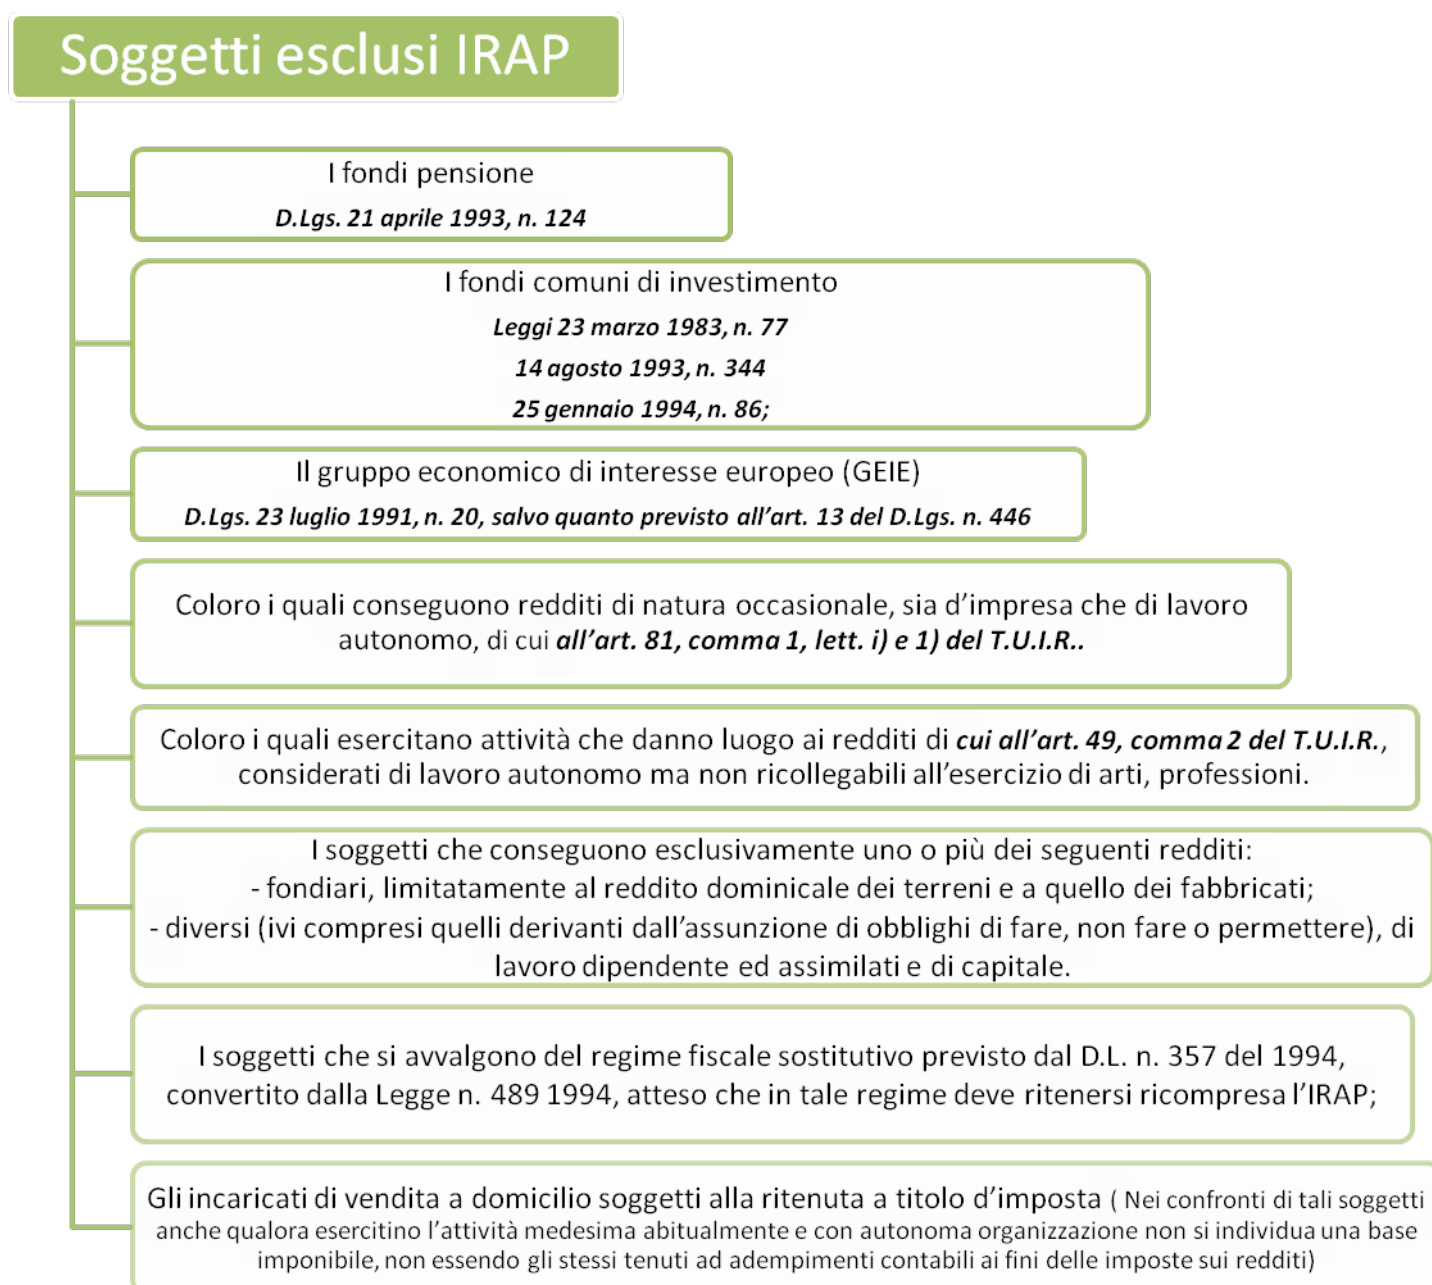 Soggetti esclusi IRAP
I fondi pensione
D.Lgs. 21 aprile 1993, n. 124
I fondi comuni di investimento
Leggi 23 marzo 1983, n. 77
14 agosto 1993, n. 344
25 gennaio 1994, n. 86;
Il gruppo economico di interesse europeo (GEIE)
D.Lgs. 23 luglio 1991, n. 20, salvo quanto previsto all’art. 13 del D.Lgs. n. 446
Coloro i quali conseguono redditi di natura occasionale, sia d’impresa che di lavoro
autonomo, di cui all’art. 81, comma 1, lett. i) e 1) del T.U.I.R..
Coloro i quali esercitano attività che danno luogo ai redditi di cui all’art. 49, comma 2 del T.U.I.R.,
considerati di lavoro autonomo ma non ricollegabili all’esercizio di arti, professioni.
I soggetti che conseguono esclusivamente uno o più dei seguenti redditi:
- fondiari, limitatamente al reddito dominicale dei terreni e a quello dei fabbricati;
- diversi (ivi compresi quelli derivanti dall’assunzione di obblighi di fare, non fare o permettere), di
lavoro dipendente ed assimilati e di capitale.
I soggetti che si avvalgono del regime fiscale sostitutivo previsto dal D.L. n. 357 del 1994,
convertito dalla Legge n. 489 1994, atteso che in tale regime deve ritenersi ricompresa l’IRAP;
Gli incaricati di vendita a domicilio soggetti alla ritenuta a titolo d’imposta ( Nei confronti di tali soggetti
anche qualora esercitino l’attività medesima abitualmente e con autonoma organizzazione non si individua una base
imponibile, non essendo gli stessi tenuti ad adempimenti contabili ai fini delle imposte sui redditi)